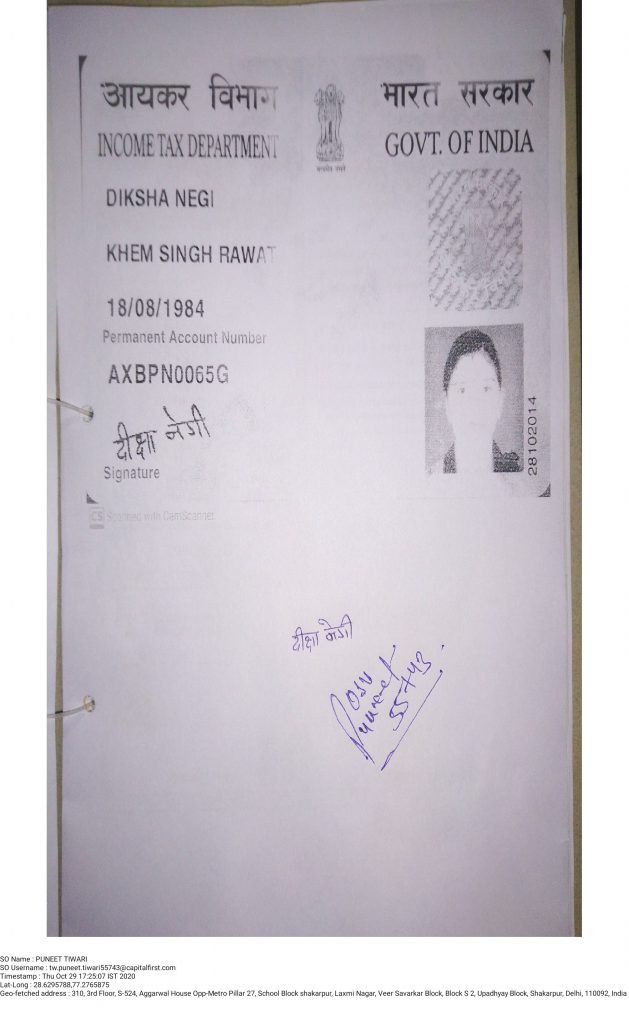 आयकर विभाग
भारत सरकार
INCOME TAX DEPARTMENT
GOVT. OF INDIA
DIKSHA NEGI
KHEM SINGH RAWAT
18/08/1984
Permanent Account Number
AXBPN0065G
दीक्षा नेगी
Signature
28102014
CS Scanned with CamScanner
दीक्षा नेगी
OSV
Puneet
55743
SO Name : PUNEET TIWARI
SO Username : tw.puneet.tiwari55743@capitalfirst.com
Timestamp : Thu Oct 29 17:25:07 IST 2020
Lat-Long : 28.6295788,77.2765875
Geo-fetched address : 310, 3rd Floor, S-524, Aggarwal House Opp-Metro Pillar 27, School Block shakarpur, Laxmi Nagar, Veer Savarkar Block, Block S 2, Upadhyay Block, Shakarpur, Delhi, 110092, India